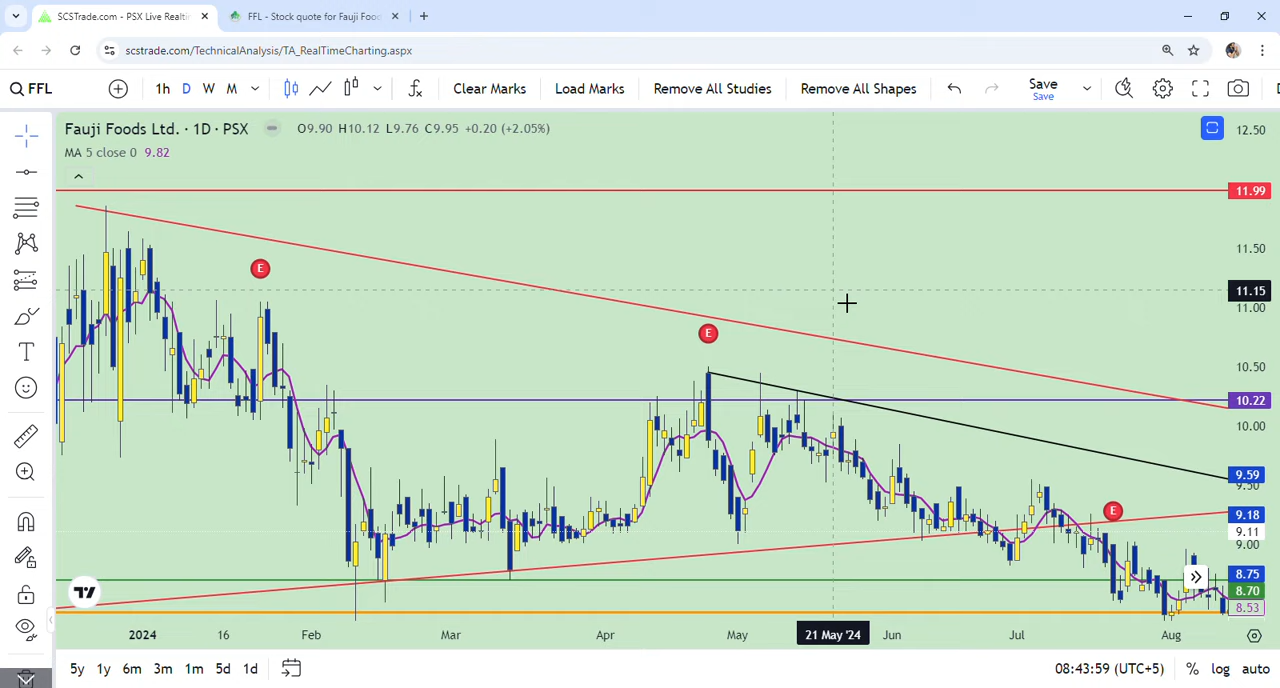 SCSTrade.com - PSX Live Realti
FFL - Stock quote for Fauji Foo
scstrade.com/TechnicalAnalysis/TA_RealTimeCharting.aspx
FFL 1h D W M Clear Marks Load Marks Remove All Studies Remove All Shapes Save
Save
Fauji Foods Ltd. · 1D · PSX O9.90 H10.12 L9.76 C9.95 +0.20 (+2.05%)
MA 5 close 0 9.82
12.50
11.99
11.50
E
11.15
11.00
E
10.50
10.22
10.00
9.59
9.50
E
9.18
9.11
9.00
8.75
8.70
8.53
2024 16 Feb Mar Apr May 21 May '24 Jun Jul Aug
5y 1y 6m 3m 1m 5d 1d 08:43:59 (UTC+5) % log auto